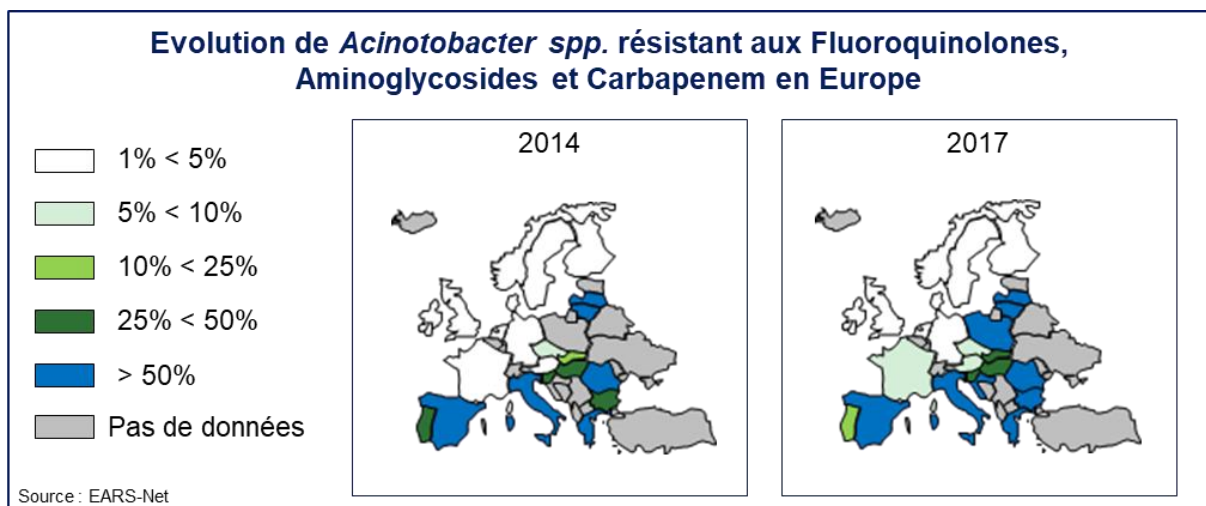 Evolution de Acinotobacter spp. résistant aux Fluoroquinolones,
Aminoglycosides et Carbapenem en Europe
1% < 5%
5% < 10%
10% < 25%
25% < 50%
> 50%
Pas de données
Source : EARS-Net
2014
2017